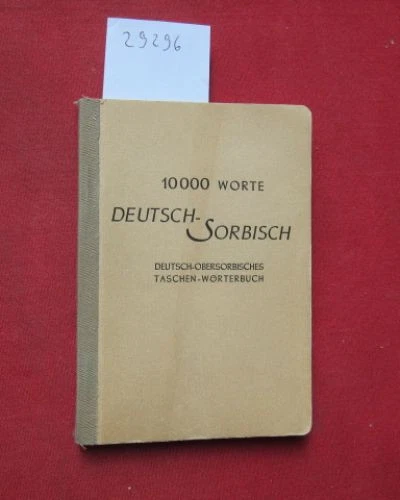 29296
10000 WORTE
DEUTSCH-
SORBISCH
DEUTSCH-OBERSORBISCHES
TASCHEN-WÖRTERBUCH